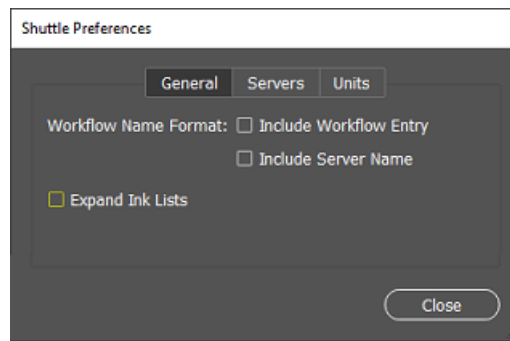 Shuttle Preferences
General Servers Units
Workflow Name Format: Include Workflow Entry
Include Server Name
Expand Ink Lists
Close